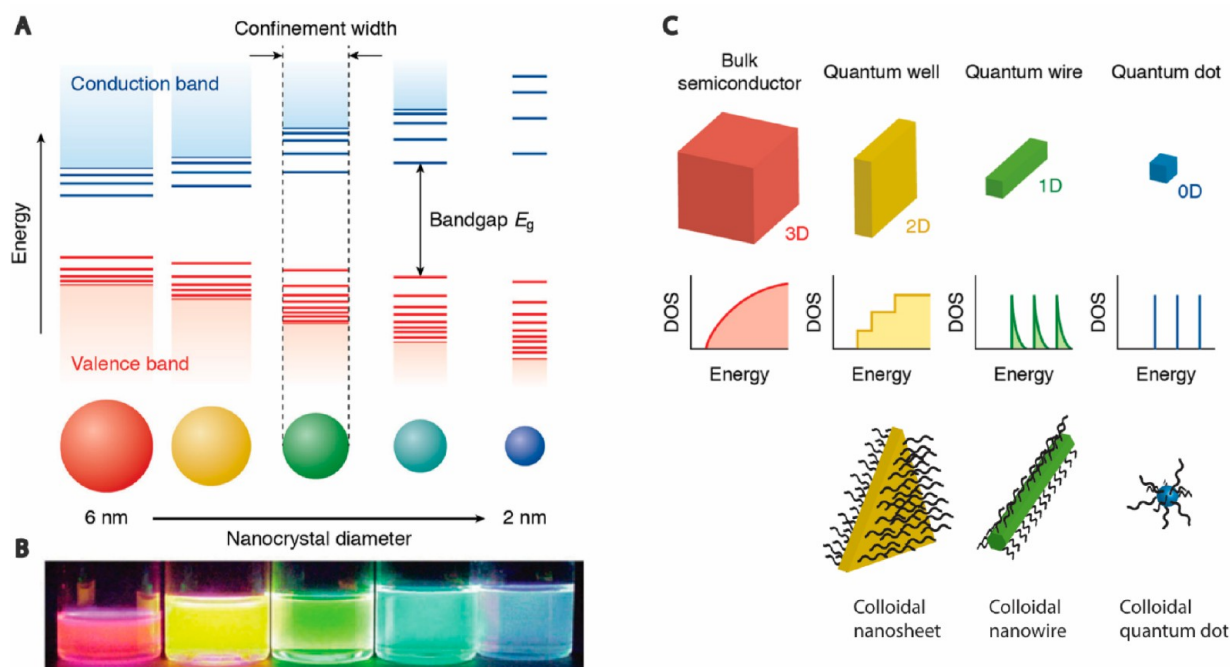 A
Confinement width
Conduction band
Energy
Bandgap Eg
Valence band
6 nm
2 nm
Nanocrystal diameter
B
C
Bulk
semiconductor
Quantum well
Quantum wire
Quantum dot
3D
2D
1D
0D
DOS
DOS
DOS
DOS
Energy
Energy
Energy
Energy
Colloidal
nanosheet
Colloidal
nanowire
Colloidal
quantum dot